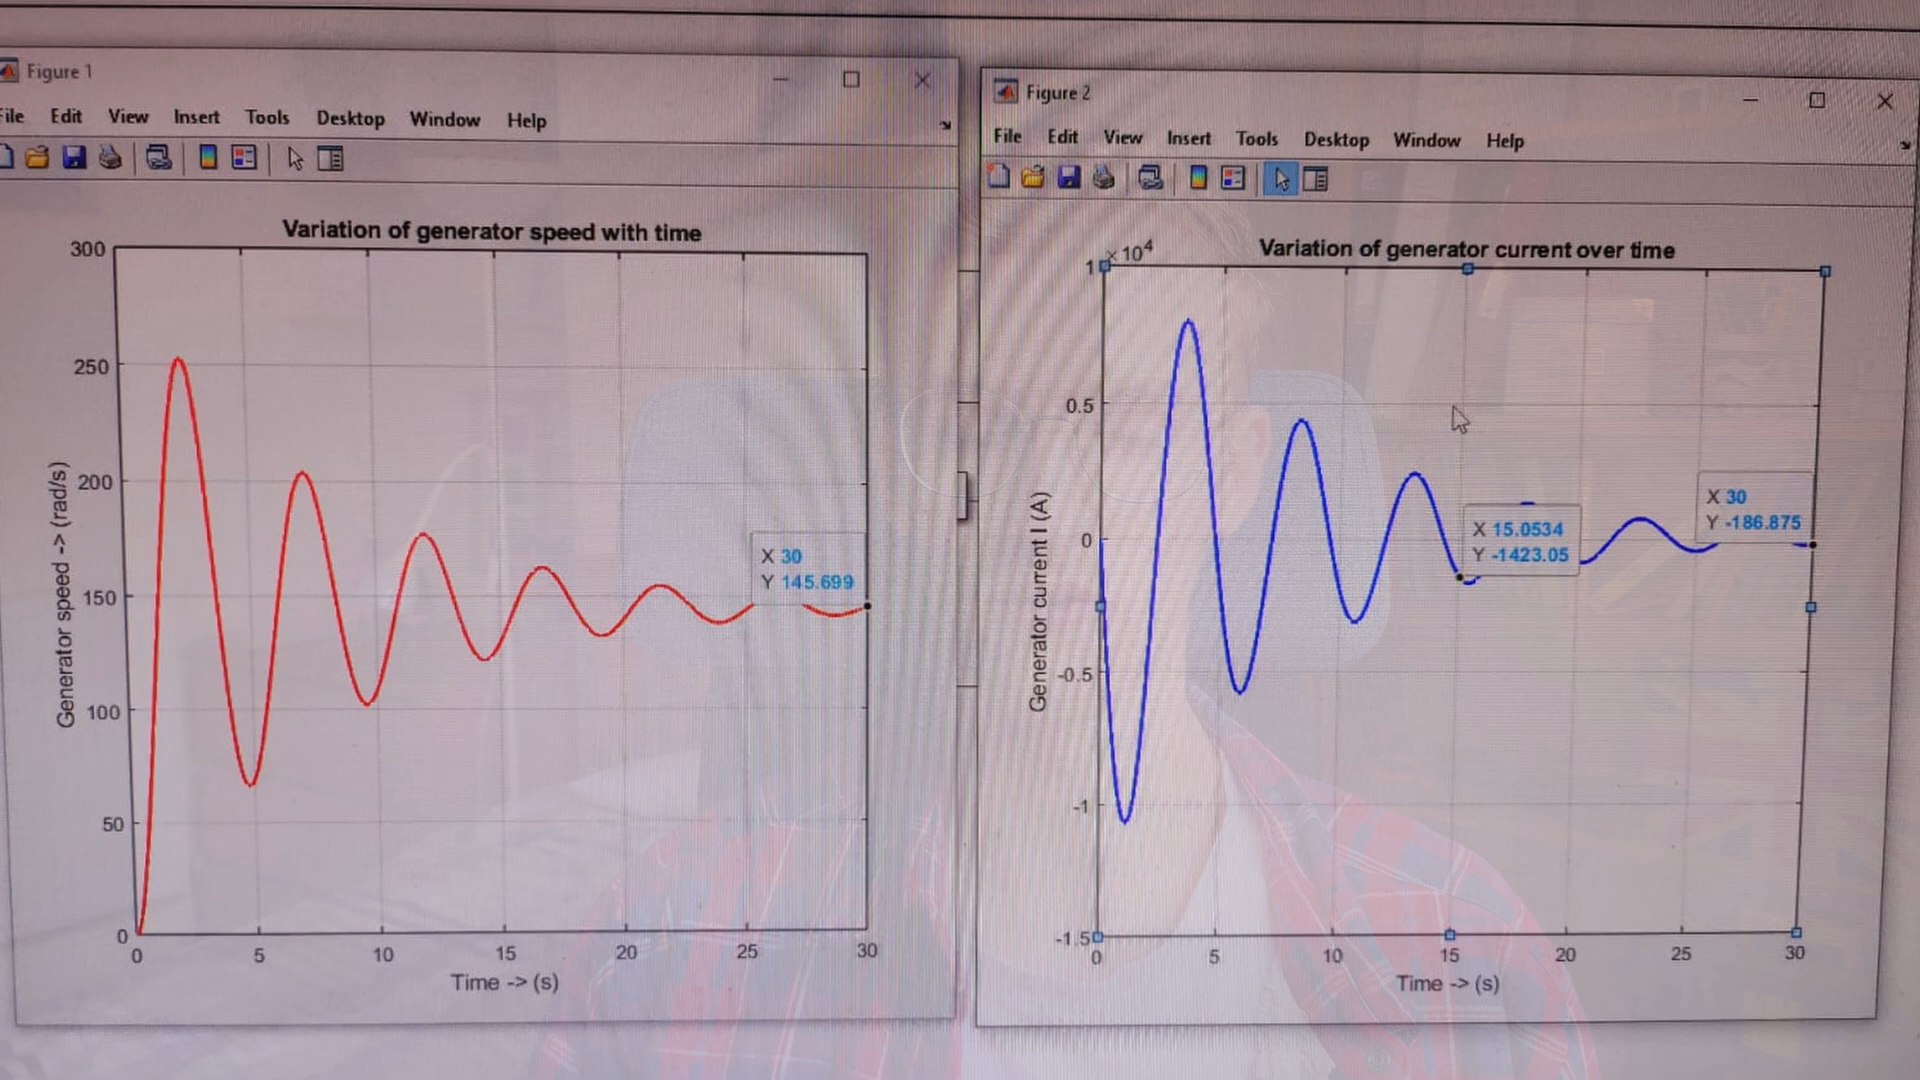 Figure 1
File Edit View Insert Tools Desktop Window Help
Variation of generator speed with time
300
250
200
150
100
50
0
Generator speed -> (rad/s)
X 30
Y 145.699
0 5 10 15 20 25 30
Time -> (s)
Figure 2
File Edit View Insert Tools Desktop Window Help
×10⁴
Variation of generator current over time
1
0.5
0
-0.5
-1
-1.5
Generator current I (A)
X 15.0534
Y -1423.05
X 30
Y -186.875
0 5 10 15 20 25 30
Time -> (s)